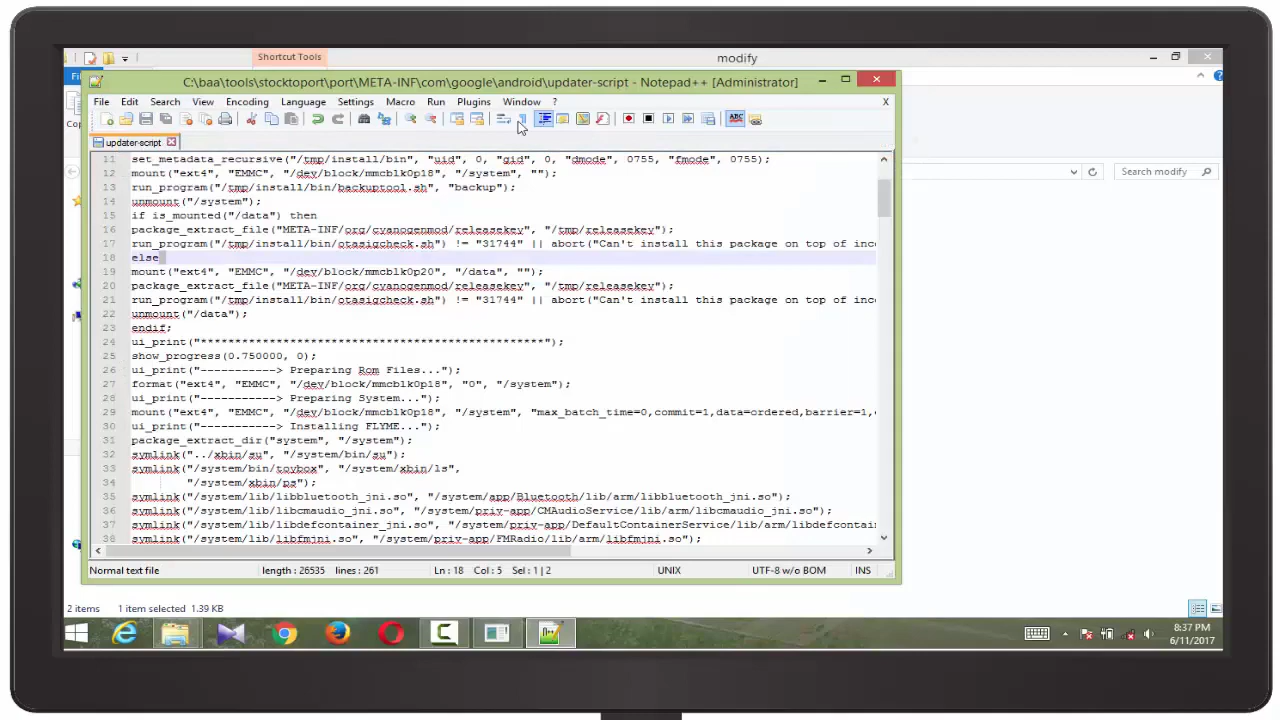 Shortcut Tools
modify
C:\baa\tools\stocktoport\port\META-INF\com\google\android\updater-script - Notepad++ [Administrator]
File Edit Search View Encoding Language Settings Macro Run Plugins Window ? X
ABC
updater-script
Search modify
11 set_metadata_recursive("/tmp/install/bin", "uid", 0, "gid", 0, "dmode", 0755, "fmode", 0755);
12 mount("ext4", "EMMC", "/dev/block/mmcblk0p18", "/system", "");
13 run_program("/tmp/install/bin/backuptool.sh", "backup");
14 unmount("/system");
15 if is_mounted("/data") then
16 package_extract_file("META-INF/org/cyanogenmod/releasekey", "/tmp/releasekey");
17 run_program("/tmp/install/bin/otasigcheck.sh") != "31744" || abort("Can't install this package on top of inco
18 else
19 mount("ext4", "EMMC", "/dev/block/mmcblk0p20", "/data", "");
20 package_extract_file("META-INF/org/cyanogenmod/releasekey", "/tmp/releasekey");
21 run_program("/tmp/install/bin/otasigcheck.sh") != "31744" || abort("Can't install this package on top of inco
22 unmount("/data");
23 endif;
24 ui_print("**************************************************");
25 show_progress(0.750000, 0);
26 ui_print("-----------> Preparing Rom Files...");
27 format("ext4", "EMMC", "/dev/block/mmcblk0p18", "0", "/system");
28 ui_print("-----------> Preparing System...");
29 mount("ext4", "EMMC", "/dev/block/mmcblk0p18", "/system", "max_batch_time=0,commit=1,data=ordered,barrier=1,
30 ui_print("-----------> Installing FLYME...");
31 package_extract_dir("system", "/system");
32 symlink("../xbin/su", "/system/bin/su");
33 symlink("/system/bin/toybox", "/system/xbin/ls",
34 "/system/xbin/ps");
35 symlink("/system/lib/libbluetooth_jni.so", "/system/app/Bluetooth/lib/arm/libbluetooth_jni.so");
36 symlink("/system/lib/libcmaudio_jni.so", "/system/priv-app/CMAudioService/lib/arm/libcmaudio_jni.so");
37 symlink("/system/lib/libdefcontainer_jni.so", "/system/priv-app/DefaultContainerService/lib/arm/libdefcontain
38 symlink("/system/lib/libfmjni.so", "/system/priv-app/FMRadio/lib/arm/libfmjni.so");
Normal text file length : 26535 lines : 261 Ln : 18 Col : 5 Sel : 1 | 2 UNIX UTF-8 w/o BOM INS
2 items 1 item selected 1.39 KB
8:37 PM
6/11/2017